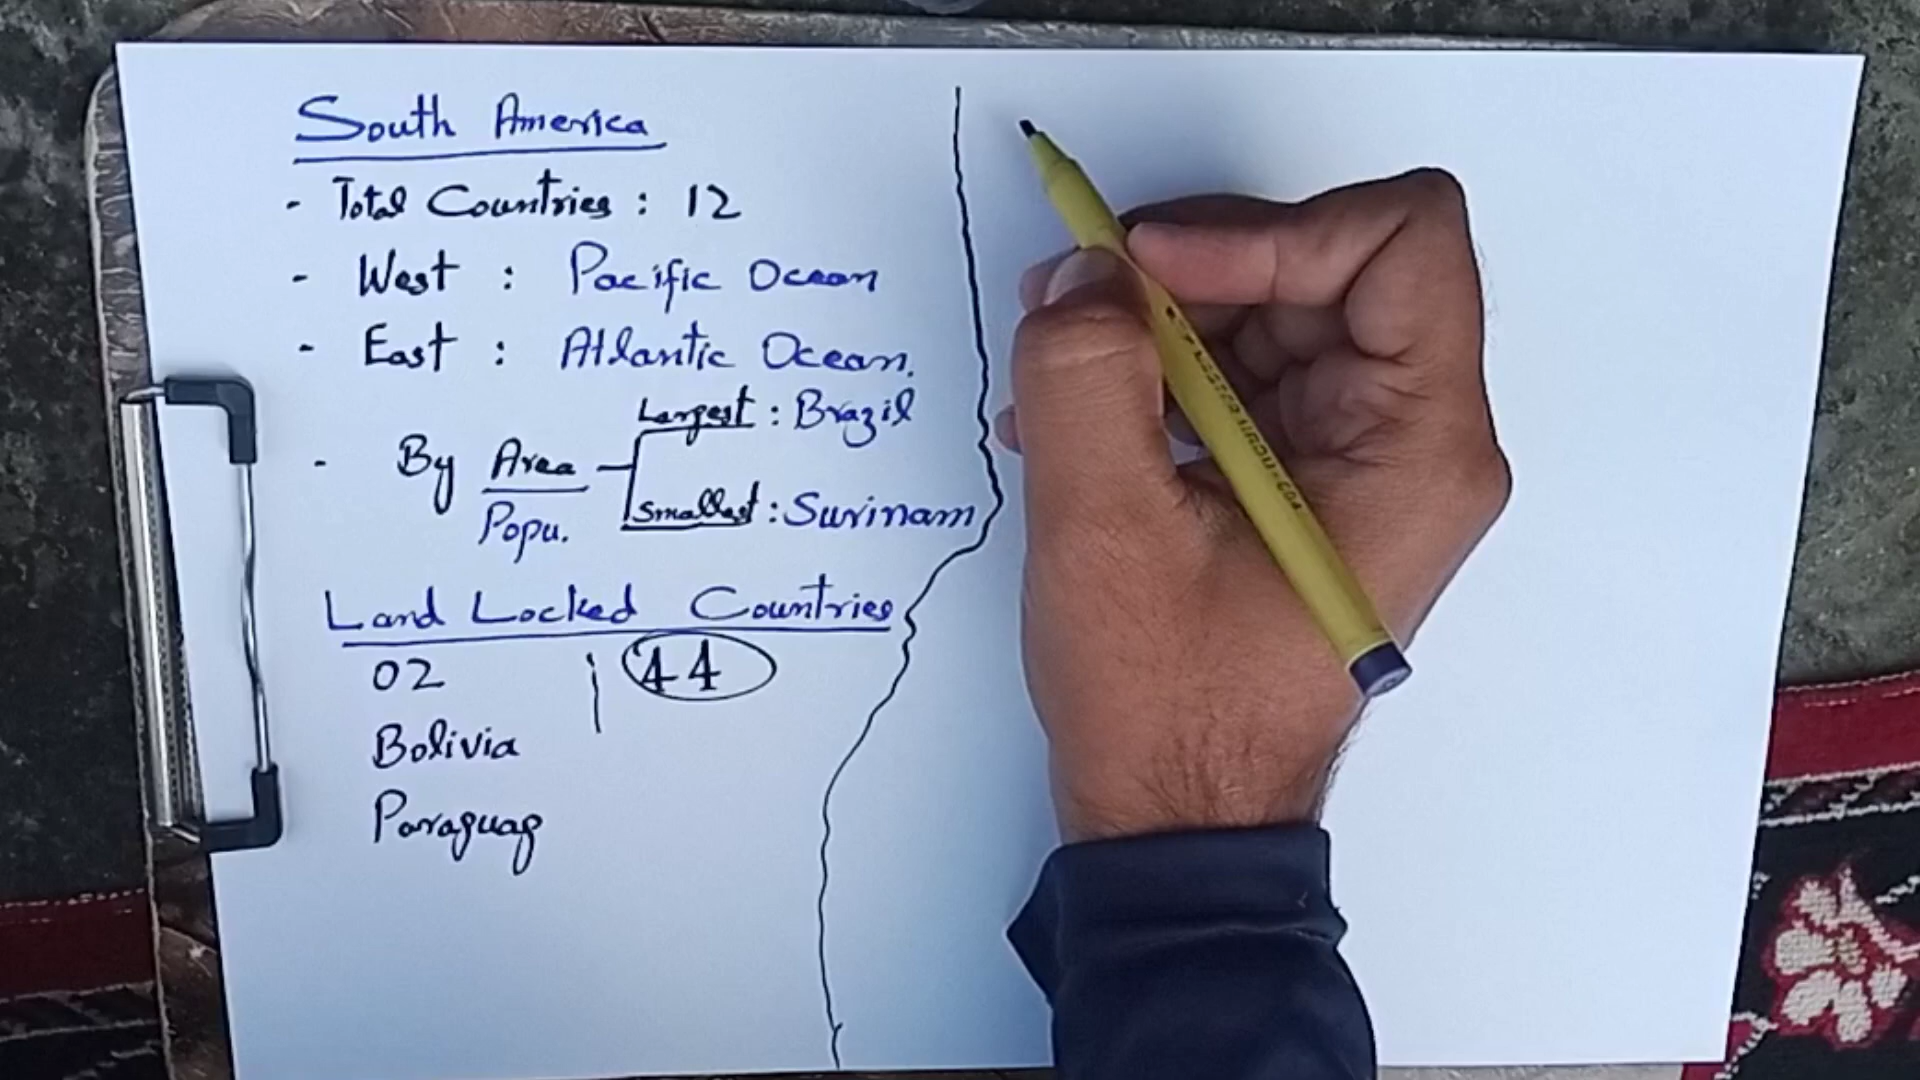 South America
- Total Countries : 12
- West : Pacific Ocean
- East : Atlantic Ocean.
Largest : Brazil
- By Area
Popu.
Smallest : Surinam
Land Locked Countries
02 44
Bolivia
Paraguay